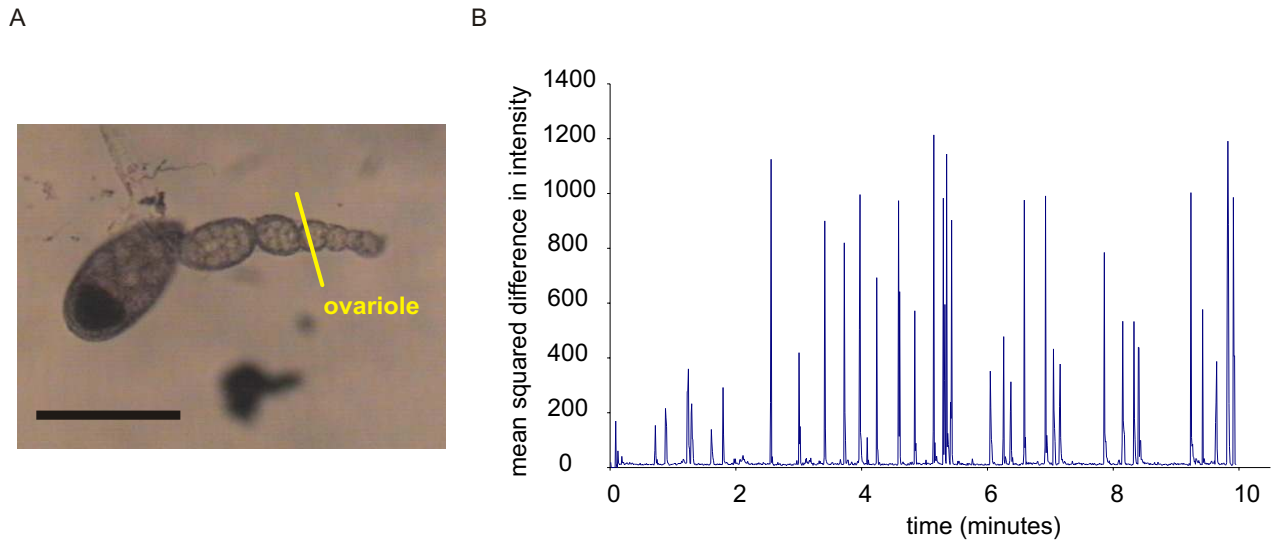 A
B
ovariole
mean squared difference in intensity
1400
1200
1000
800
600
400
200
0
0 2 4 6 8 10
time (minutes)